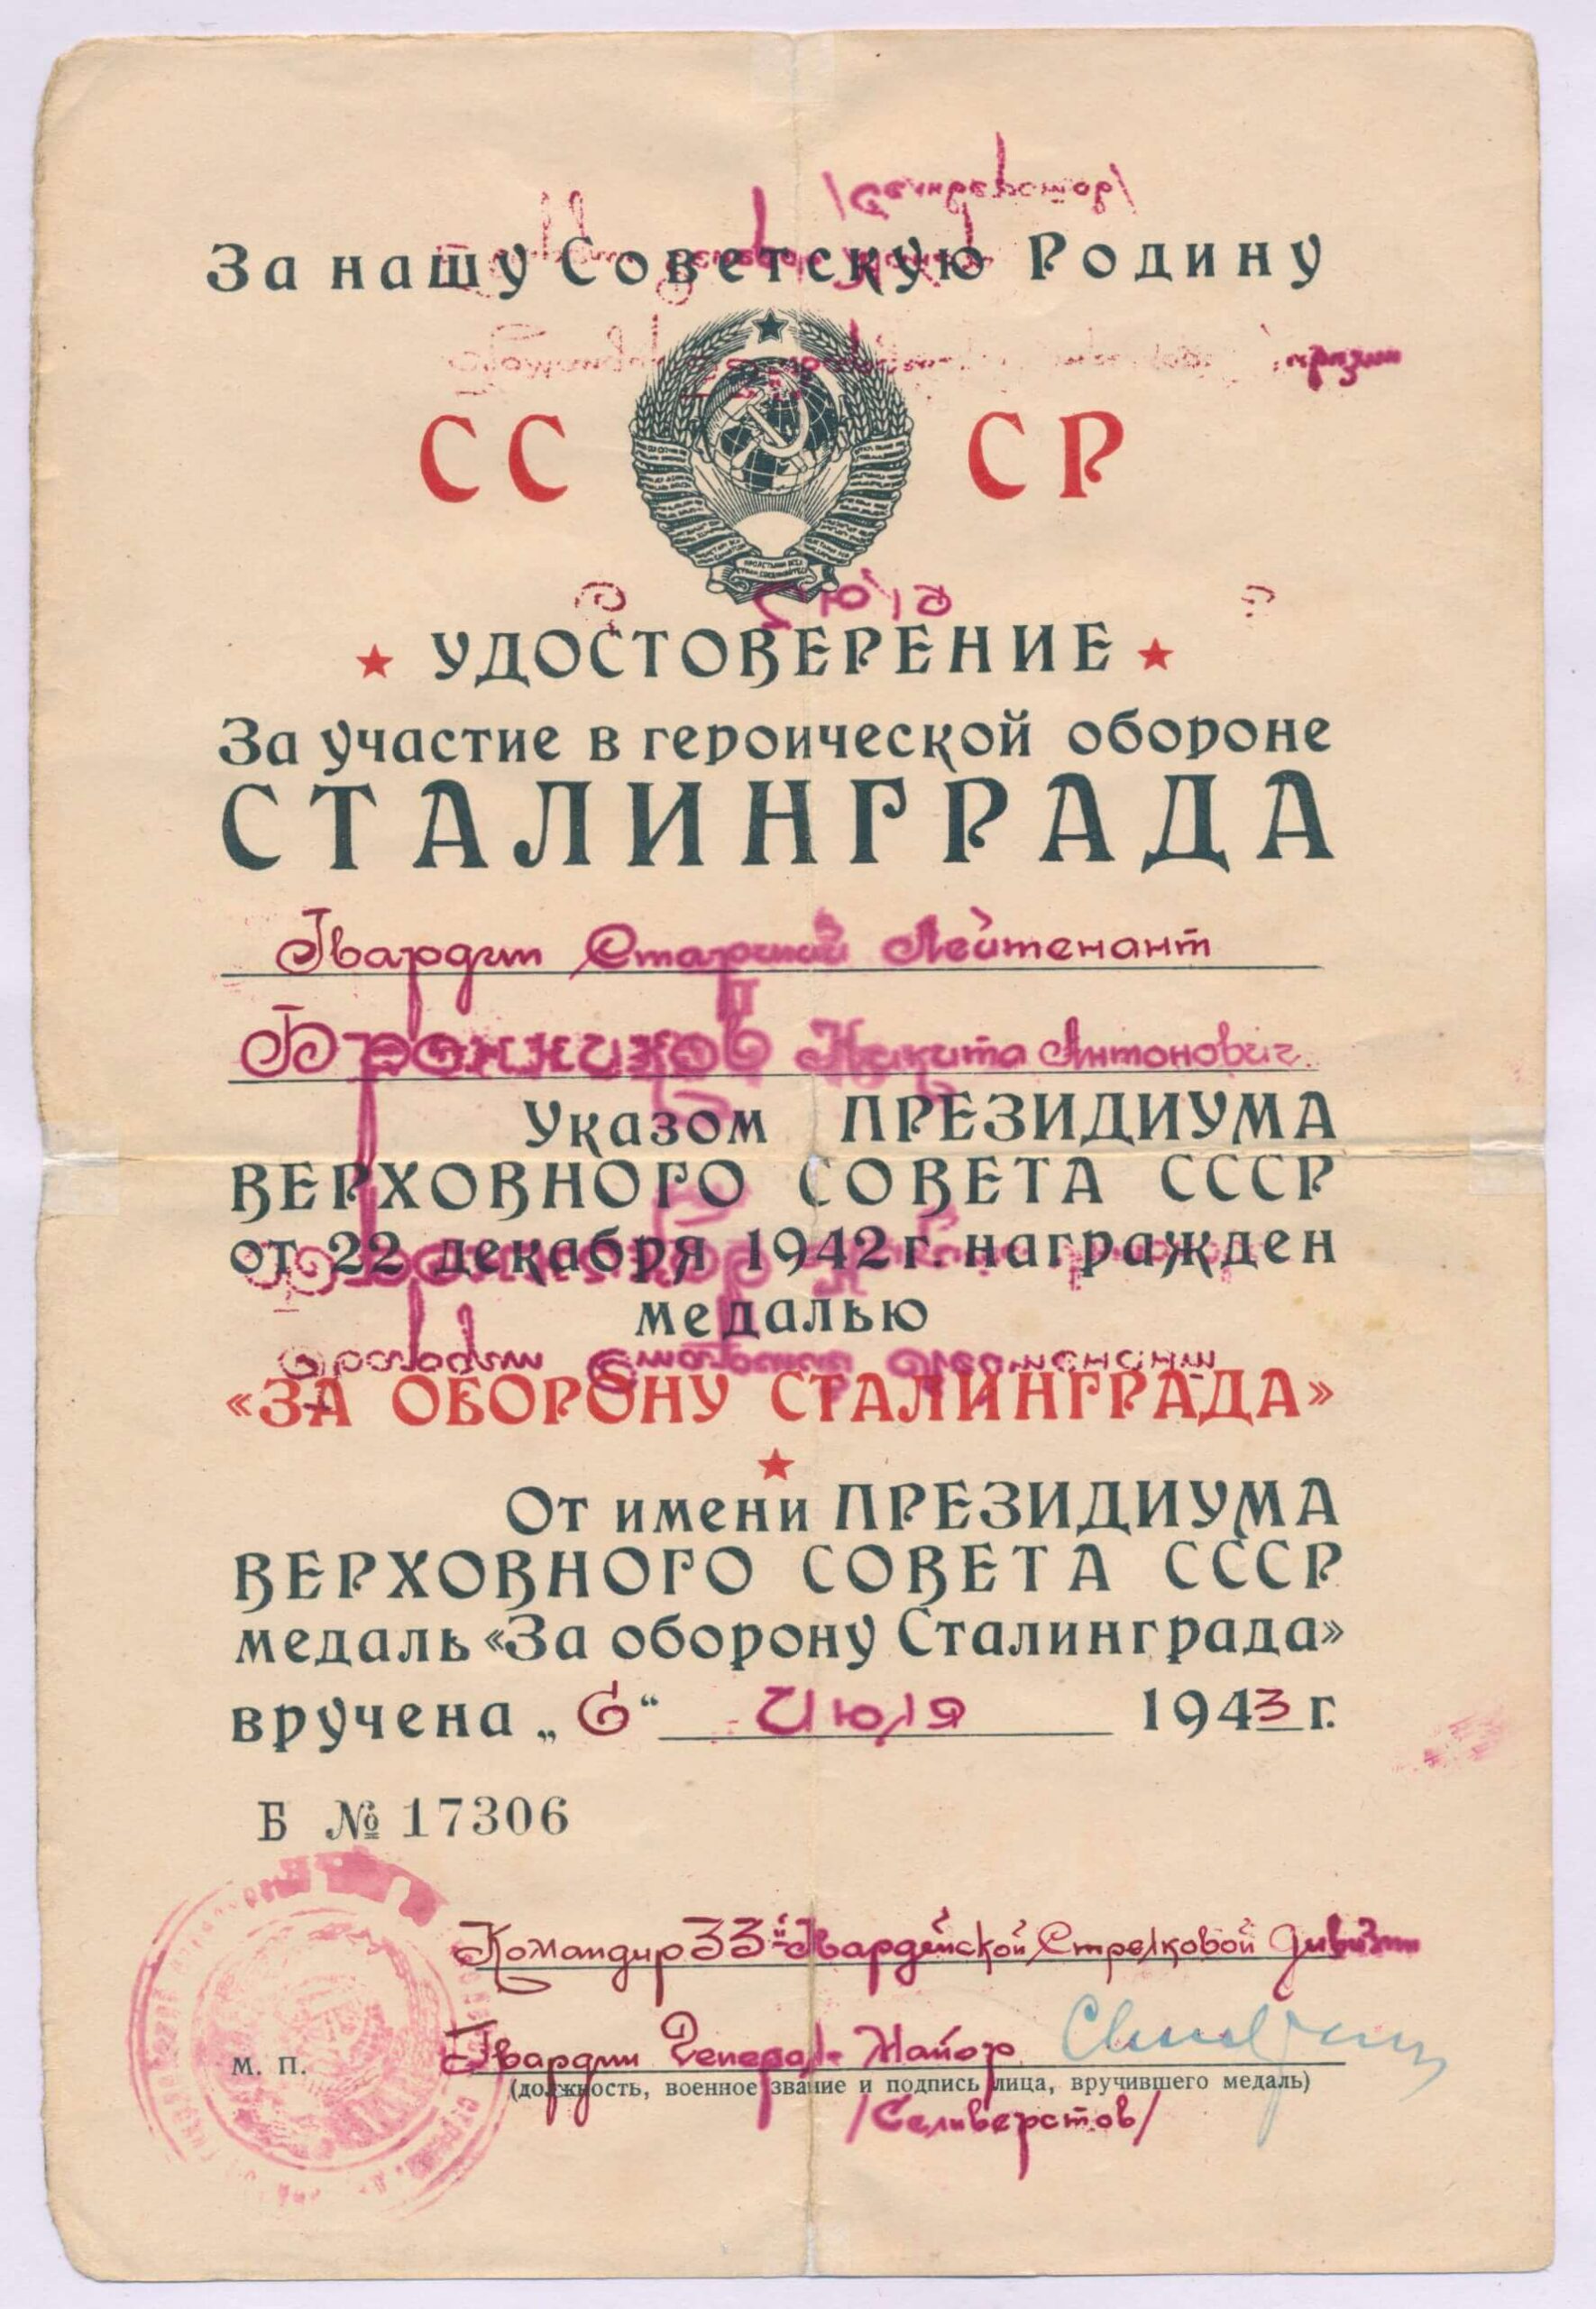 За нашу Советскую Родину
СС СР
УДОСТОВЕРЕНИЕ
За участие в героической обороне
СТАЛИНГРАДА
Гвардии Старший Лейтенант
Бронников Никита Антонович.
Указом ПРЕЗИДИУМА
ВЕРХОВНОГО СОВЕТА СССР
от 22 декабря 1942 г. награжден
медалью
«ЗА ОБОРОНУ СТАЛИНГРАДА»
От имени ПРЕЗИДИУМА
ВЕРХОВНОГО СОВЕТА СССР
медаль «За оборону Сталинграда»
вручена „6“ Июля 1943 г.
Б № 17306
Командир 33й Гвардейской Стрелковой Дивизии
М. П. Гвардии Генерал-Майор
(должность, военное звание и подпись лица, вручившего медаль)
/Селиверстов/